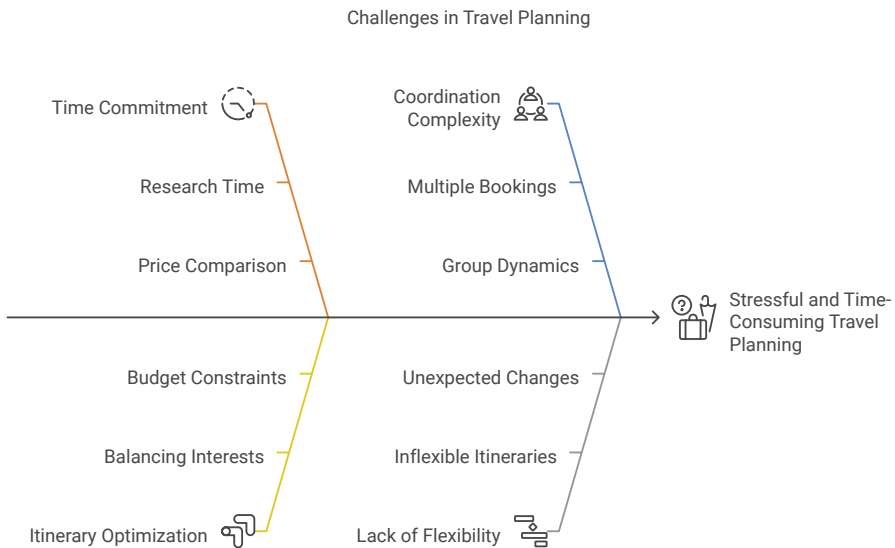 Challenges in Travel Planning
Time Commitment
Research Time
Price Comparison
Coordination
Complexity
Multiple Bookings
Group Dynamics
Stressful and Time-
Consuming Travel
Planning
Budget Constraints
Balancing Interests
Itinerary Optimization
Unexpected Changes
Inflexible Itineraries
Lack of Flexibility